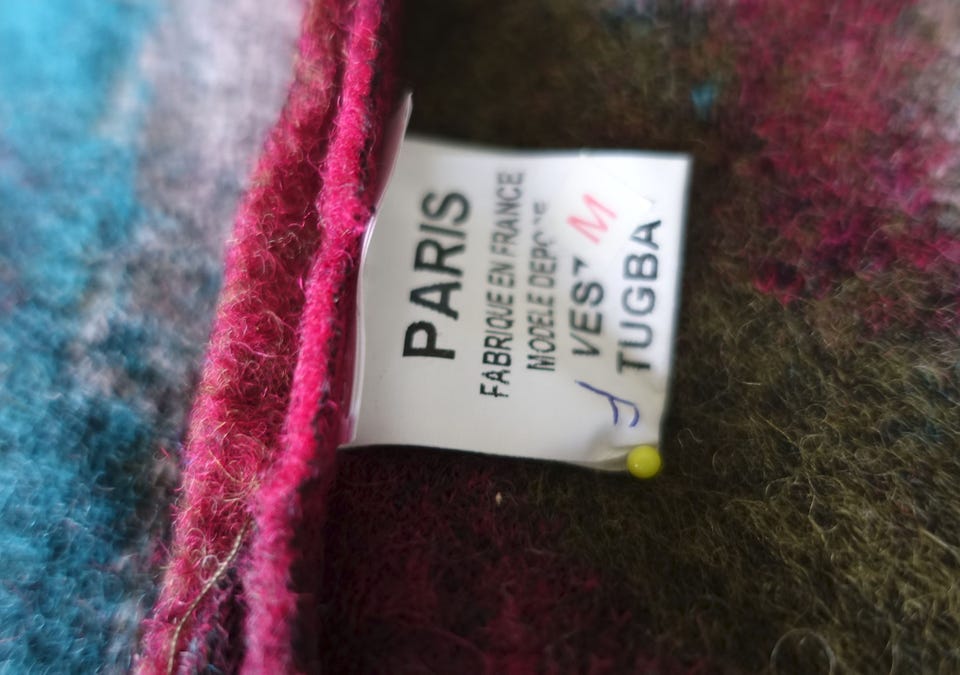 PARIS
FABRIQUE EN FRANCE
MODELE
M
TUGBA